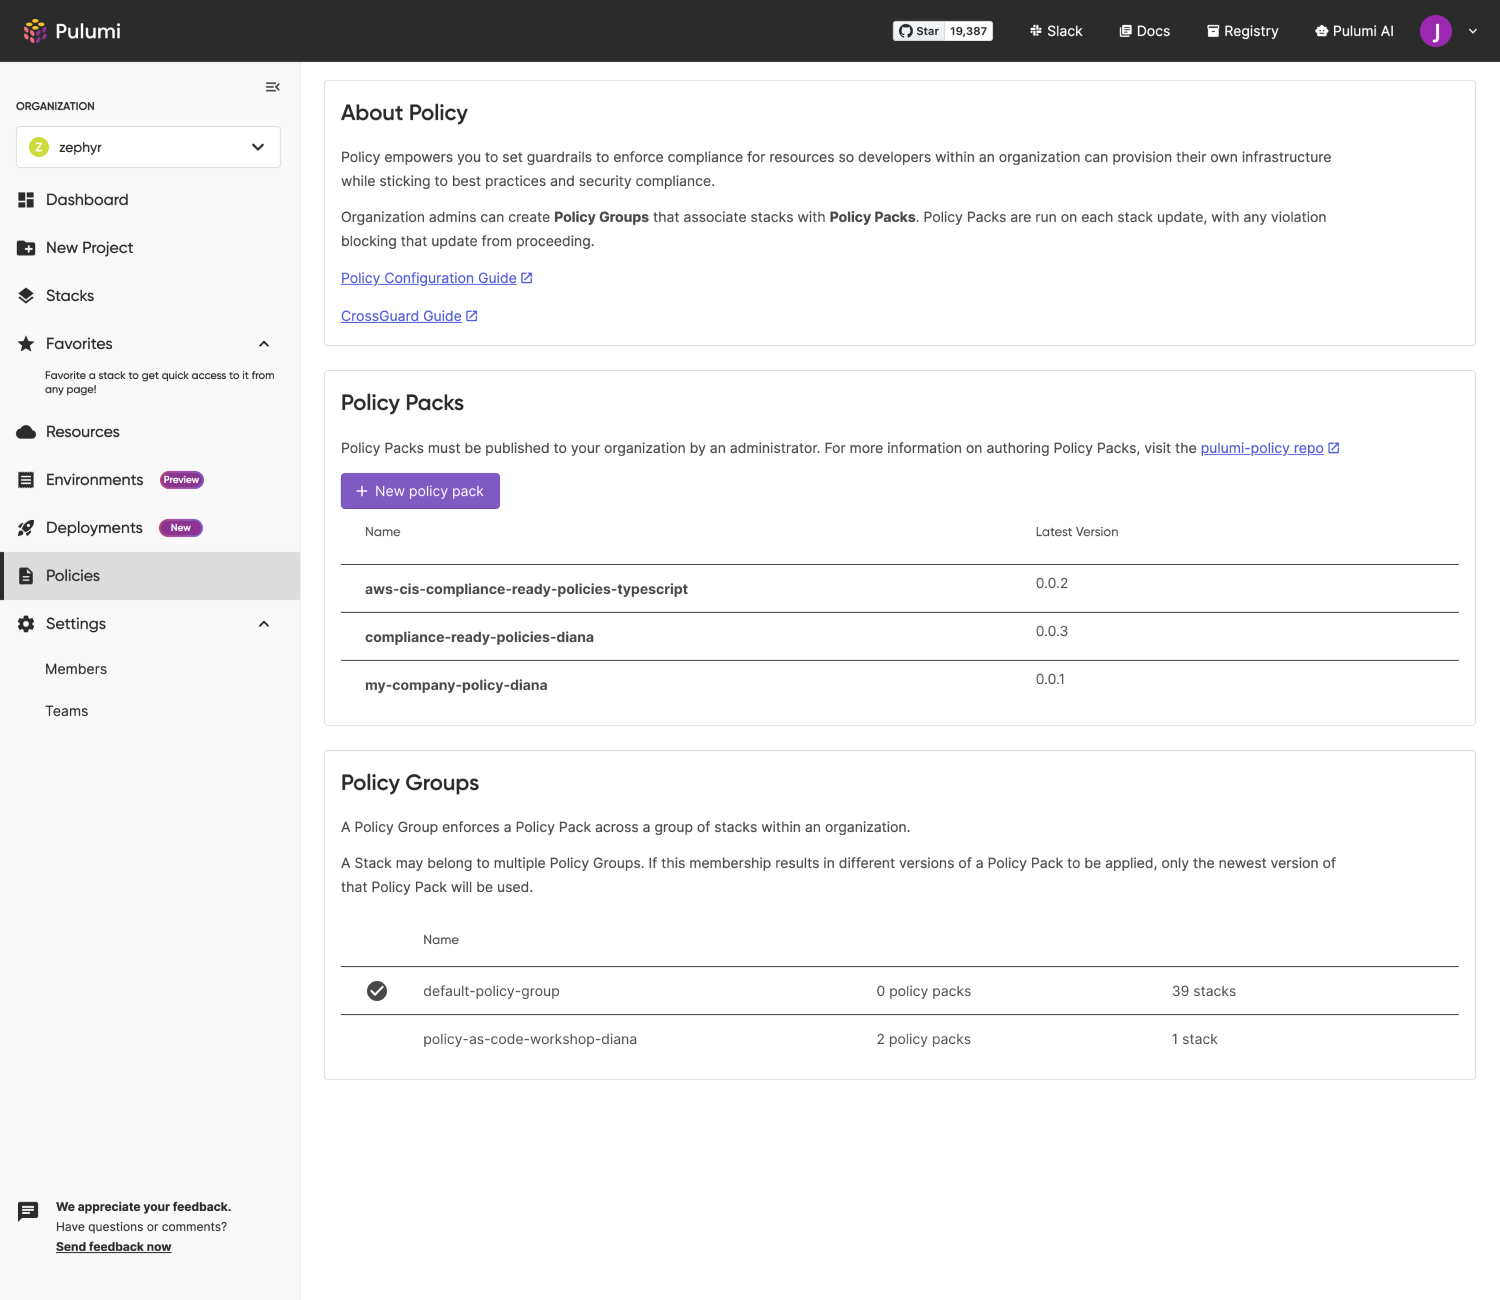 Pulumi
Star 19,387
Slack
Docs
Registry
Pulumi AI
J
ORGANIZATION
Z zephyr
Dashboard
New Project
Stacks
Favorites
Favorite a stack to get quick access to it from
any page!
Resources
Environments Preview
Deployments New
Policies
Settings
Members
Teams
We appreciate your feedback.
Have questions or comments?
Send feedback now
About Policy
Policy empowers you to set guardrails to enforce compliance for resources so developers within an organization can provision their own infrastructure
while sticking to best practices and security compliance.
Organization admins can create Policy Groups that associate stacks with Policy Packs. Policy Packs are run on each stack update, with any violation
blocking that update from proceeding.
Policy Configuration Guide
CrossGuard Guide
Policy Packs
Policy Packs must be published to your organization by an administrator. For more information on authoring Policy Packs, visit the pulumi-policy repo
+ New policy pack
Name Latest Version
aws-cis-compliance-ready-policies-typescript 0.0.2
compliance-ready-policies-diana 0.0.3
my-company-policy-diana 0.0.1
Policy Groups
A Policy Group enforces a Policy Pack across a group of stacks within an organization.
A Stack may belong to multiple Policy Groups. If this membership results in different versions of a Policy Pack to be applied, only the newest version of
that Policy Pack will be used.
Name
default-policy-group 0 policy packs 39 stacks
policy-as-code-workshop-diana 2 policy packs 1 stack